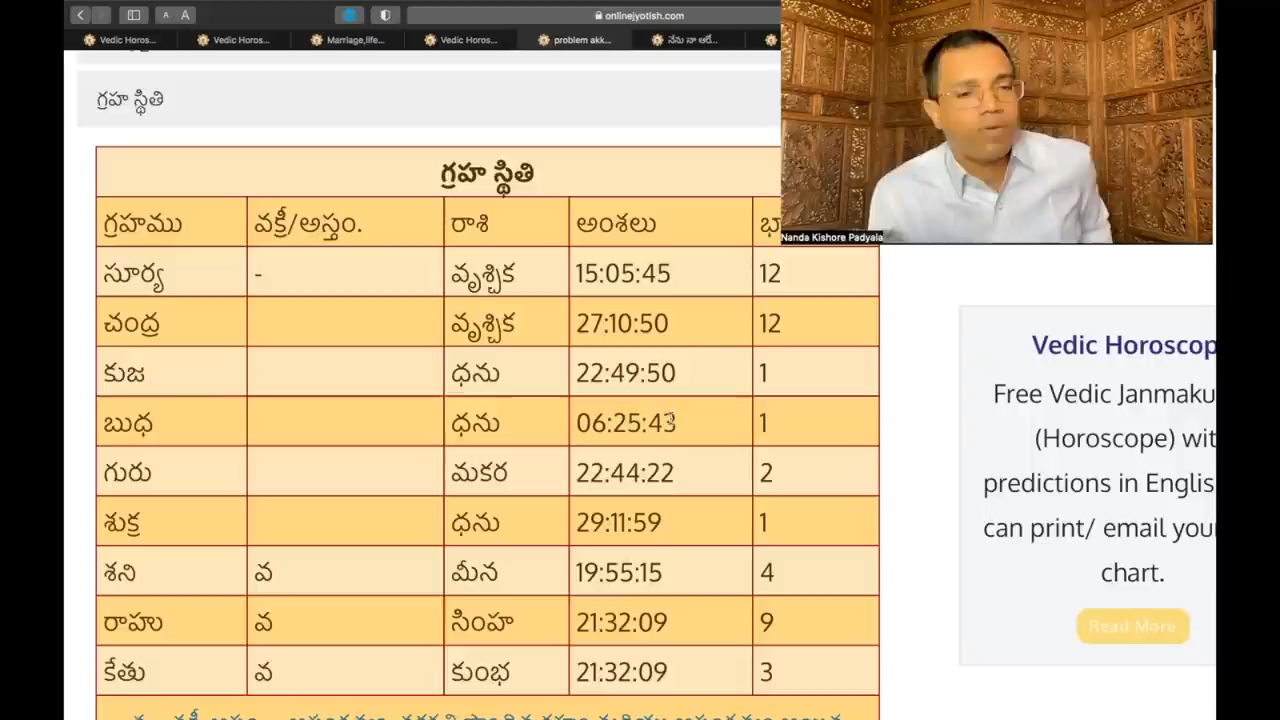 A A
onlinejyotish.com
Vedic Horos...
Vedic Horos...
Marriage,life...
Vedic Horos...
problem akk...
నేను నా ఆరో...
గ్రహ స్థితి
గ్రహ స్థితి
గ్రహము వక్రీ/అస్తం. రాశి అంశలు భా
సూర్య - వృశ్చిక 15:05:45 12
చంద్ర వృశ్చిక 27:10:50 12
కుజ ధను 22:49:50 1
బుధ ధను 06:25:43 1
గురు మకర 22:44:22 2
శుక్ర ధను 29:11:59 1
శని వ మీన 19:55:15 4
రాహు వ సింహ 21:32:09 9
కేతు వ కుంభ 21:32:09 3
Nanda Kishore Padyala
Vedic Horoscop
Free Vedic Janmaku
(Horoscope) wit
predictions in Englis
can print/ email your
chart.
Read More